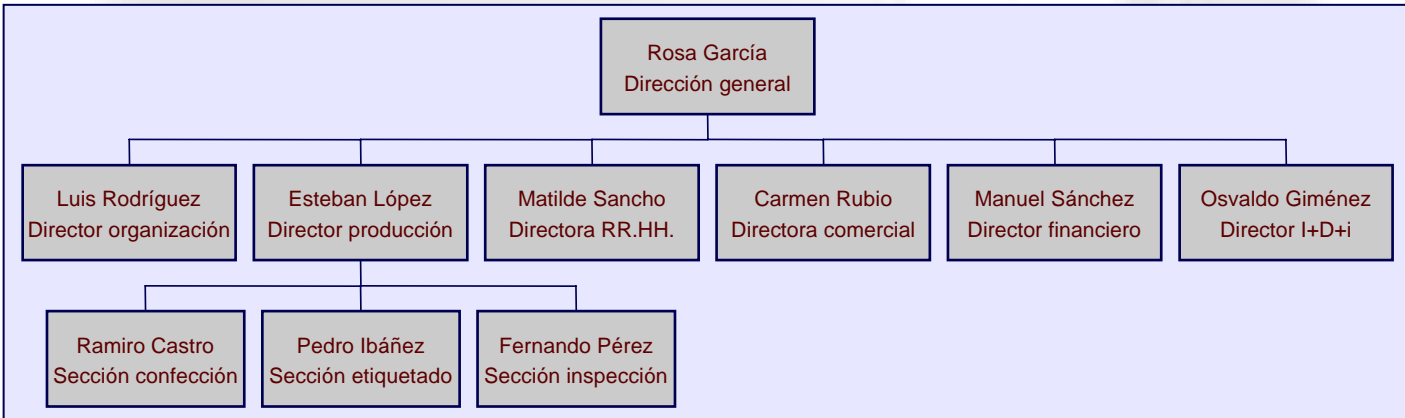 Rosa García
Dirección general
Luis Rodríguez
Director organización
Esteban López
Director producción
Matilde Sancho
Directora RR.HH.
Carmen Rubio
Directora comercial
Manuel Sánchez
Director financiero
Osvaldo Giménez
Director I+D+i
Ramiro Castro
Sección confección
Pedro Ibáñez
Sección etiquetado
Fernando Pérez
Sección inspección